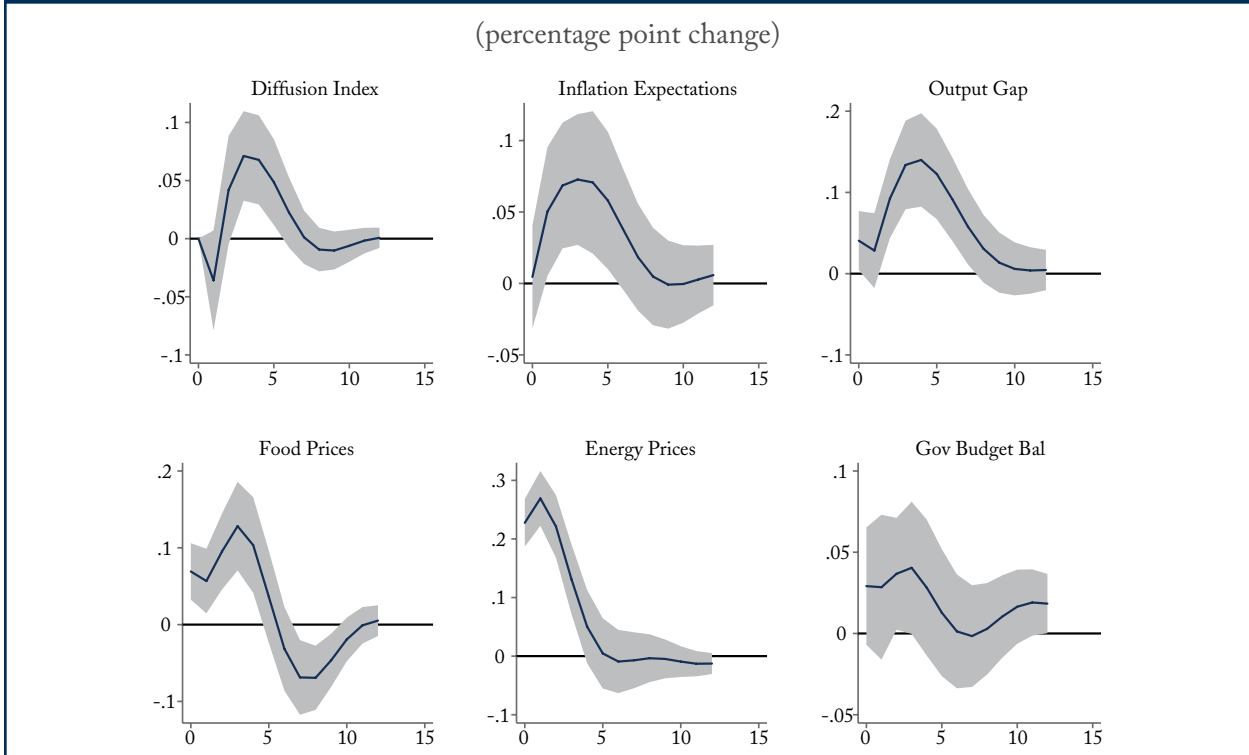 (percentage point change)
Diffusion Index
.1
.05
0
-.05
-.1
0 5 10 15
Inflation Expectations
.1
.05
0
-.05
0 5 10 15
Output Gap
.2
.1
0
-.1
0 5 10 15
Food Prices
.2
.1
0
-.1
0 5 10 15
Energy Prices
.3
.2
.1
0
-.1
0 5 10 15
Gov Budget Bal
.1
.05
0
-.05
0 5 10 15